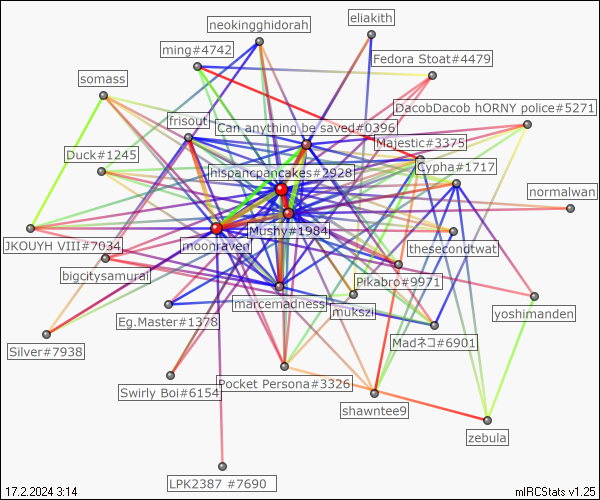 neokingghidorah
eliakith
ming#4742
Fedora Stoat#4479
somass
DacobDacob hORNY police#5271
frisout
Can anything be saved#0396
Majestic#3375
Duck#1245
Cypha#1717
hispancpancakes#2928
normalwan
Mushy#1984
JKOUYH VIII#7034
moonraven
thesecondtwat
bigcitysamurai
Pikabro#9971
marcemadness
mukszi
yoshimanden
Eg.Master#1378
Madネコ#6901
Silver#7938
Pocket Persona#3326
Swirly Boi#6154
shawntee9
zebula
LPK2387 #7690
17.2.2024 3:14
mIRCStats v1.25